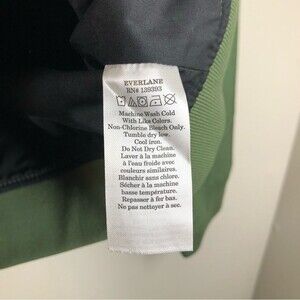 EVERLANE
RN# 139393
Machine Wash Cold
With Like Colors.
Non-Chlorine Bleach Only.
Tumble dry low.
Cool iron.
Do Not Dry Clean.
Laver à la machine
à l'eau froide avec
couleurs similaires.
Blanchir sans chlore.
Sécher à la machine
basse température.
Repasser à fer bas.
Ne pas nettoyer à sec.